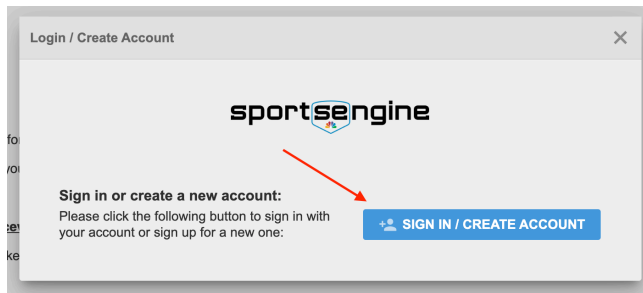 Login / Create Account
sportsengine
Sign in or create a new account:
Please click the following button to sign in with
your account or sign up for a new one:
SIGN IN / CREATE ACCOUNT